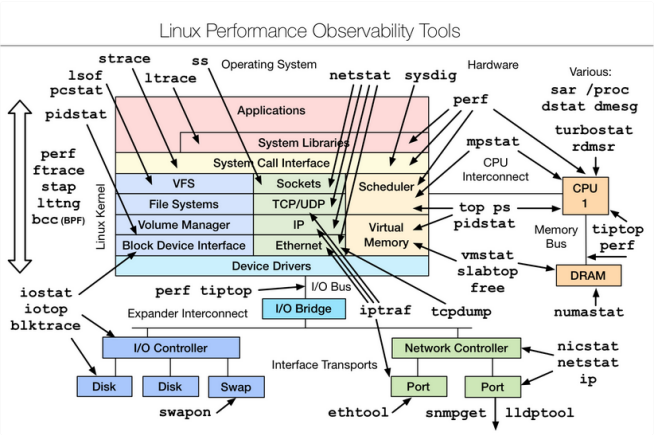 Linux Performance Observability Tools
strace
ss
Operating System
Hardware
Various:
lsof
ltrace
netstat
sysdig
sar /proc
pcstat
dstat dmesg
perf
pidstat
Applications
turbostat
rdmsr
System Libraries
mpstat
perf
ftrace
stap
lttng
bcc (BPF)
System Call Interface
CPU
Interconnect
Linux Kernel
VFS
Sockets
Scheduler
CPU
1
File Systems
TCP/UDP
top ps
pidstat
Volume Manager
IP
Virtual
Memory
Memory
Bus
tiptop
perf
Block Device Interface
Ethernet
vmstat
slabtop
free
Device Drivers
DRAM
iostat
iotop
blktrace
perf tiptop
I/O Bus
numastat
Expander Interconnect
I/O Bridge
iptraf
tcpdump
I/O Controller
Network Controller
nicstat
netstat
ip
Interface Transports
Disk
Disk
Swap
Port
Port
swapon
ethtool
snmpget
lldptool